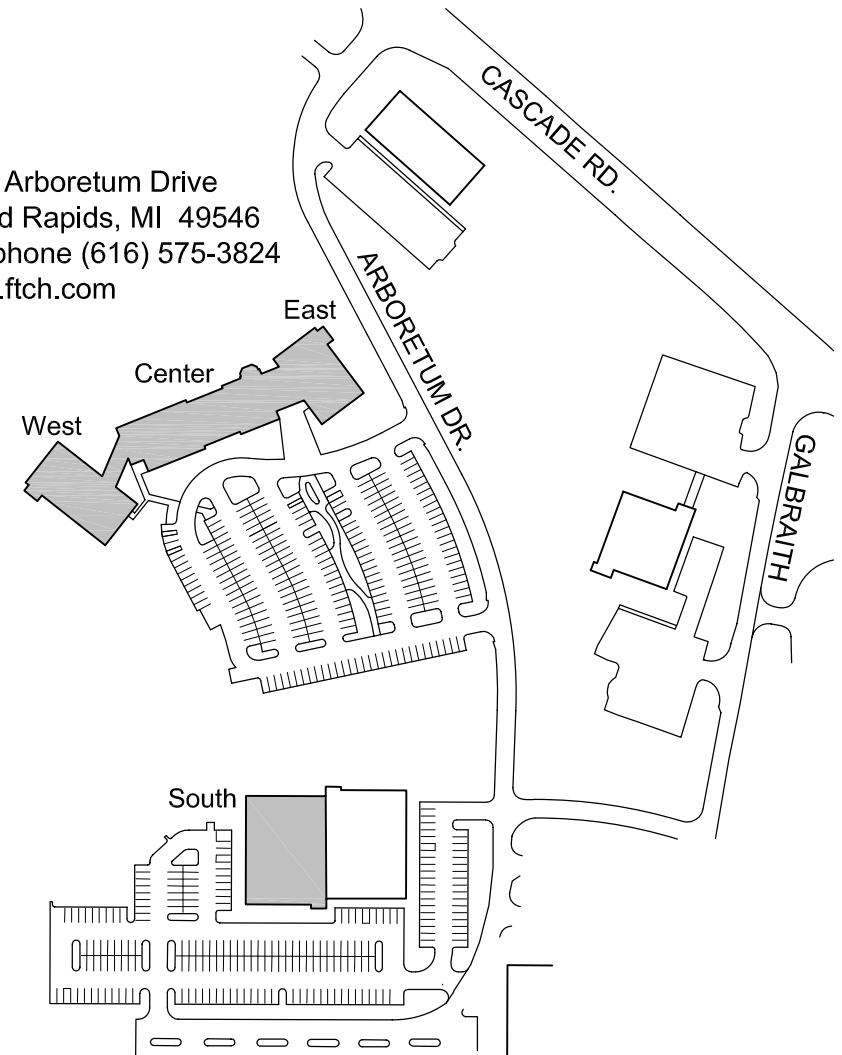 CASCADE RD.
Arboretum Drive
d Rapids, MI 49546
phone (616) 575-3824
.ftch.com
ARBORETUM DR.
East
Center
West
GALBRAITH
South